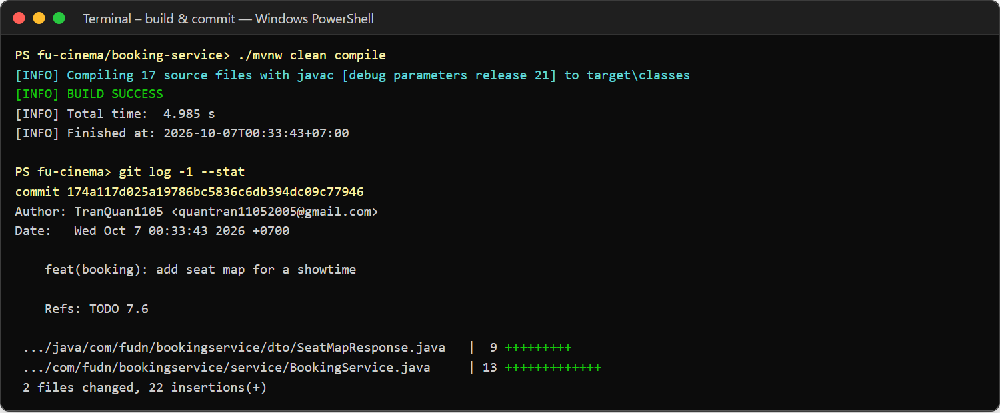 Terminal – build & commit — Windows PowerShell
PS fu-cinema/booking-service> ./mvnw clean compile
[INFO] Compiling 17 source files with javac [debug parameters release 21] to target\classes
[INFO] BUILD SUCCESS
[INFO] Total time:  4.985 s
[INFO] Finished at: 2026-10-07T00:33:43+07:00
PS fu-cinema> git log -1 --stat
commit 174a117d025a19786bc5836c6db394dc09c77946
Author: TranQuan1105 <quantran11052005@gmail.com>
Date:   Wed Oct 7 00:33:43 2026 +0700
feat(booking): add seat map for a showtime
Refs: TODO 7.6
.../java/com/fudn/bookingservice/dto/SeatMapResponse.java   |  9 +++++++++
.../com/fudn/bookingservice/service/BookingService.java     | 13 +++++++++++++
2 files changed, 22 insertions(+)